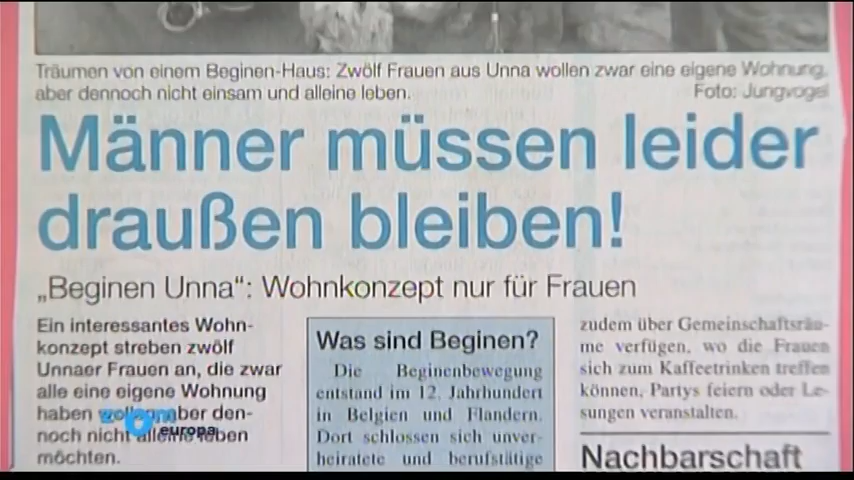 Träumen von einem Beginen-Haus: Zwölf Frauen aus Unna wollen zwar eine eigene Wohnung,
aber dennoch nicht einsam und alleine leben.
Foto: Jungvogel
Männer müssen leider
draußen bleiben!
„Beginen Unna“: Wohnkonzept nur für Frauen
Ein interessantes Wohn-
konzept streben zwölf
Unnaer Frauen an, die zwar
alle eine eigene Wohnung
haben wollen, aber den-
noch nicht alleine leben
möchten.
europa
Was sind Beginen?
Die Beginenbewegung
entstand im 12. Jahrhundert
in Belgien und Flandern.
Dort schlossen sich unver-
heiratete und berufstätige
zudem über Gemeinschaftsräu-
me verfügen, wo die Frauen
sich zum Kaffeetrinken treffen
können, Partys feiern oder Le-
sungen veranstalten.
Nachbarschaft